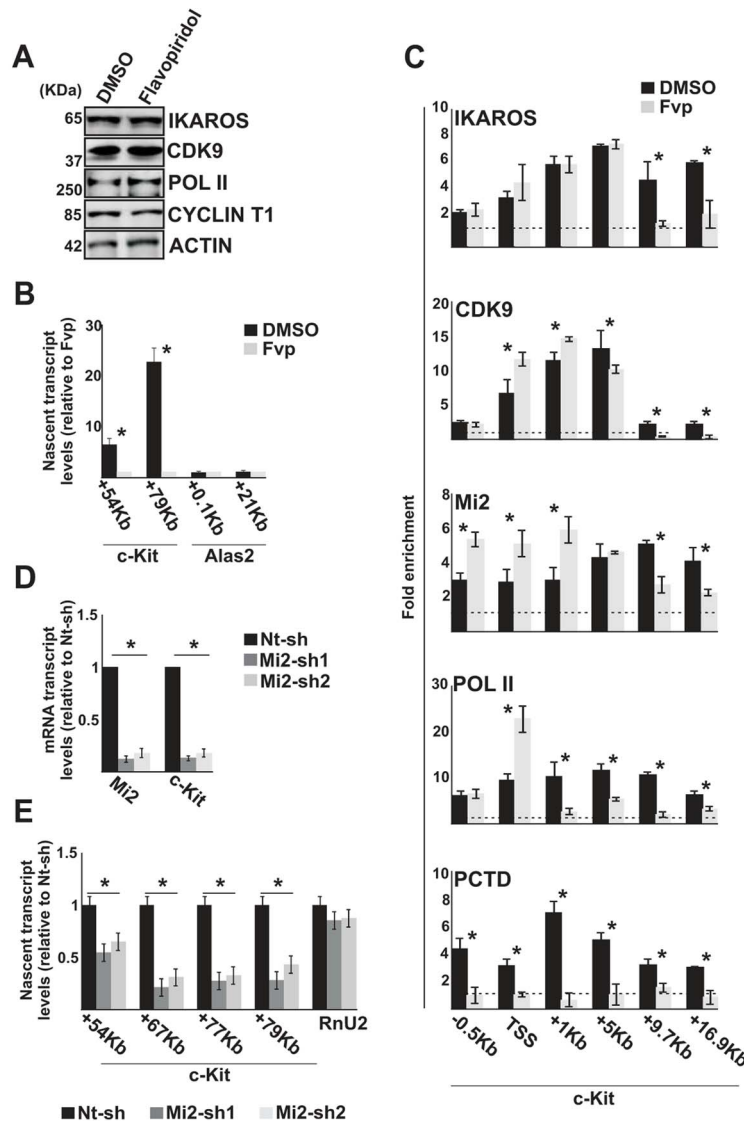 A
DMSO
Flavopiridol
(KDa)
65
IKAROS
37
CDK9
250
POL II
85
CYCLIN T1
42
ACTIN
B
Nascent transcript
levels (relative to Fvp)
30
20
10
DMSO
Fvp
*
*
+54Kb
+79Kb
+0.1Kb
+21Kb
c-Kit
Alas2
D
mRNA transcript
levels (relative to Nt-sh)
1
0.5
*
*
Nt-sh
Mi2-sh1
Mi2-sh2
Mi2
c-Kit
E
Nascent transcript
levels (relative to Nt-sh)
1.5
1
0.5
*
*
*
*
+54Kb
+67Kb
+77Kb
+79Kb
RnU2
c-Kit
Nt-sh
Mi2-sh1
Mi2-sh2
C
DMSO
Fvp
Fold enrichment
IKAROS
10
8
6
4
2
*
*
CDK9
20
15
10
5
*
*
*
*
*
Mi2
8
6
4
2
*
*
*
*
*
POL II
30
20
10
*
*
*
*
*
PCTD
10
8
6
4
2
*
*
*
*
*
*
-0.5Kb
TSS
+1Kb
+5Kb
+9.7Kb
+16.9Kb
c-Kit